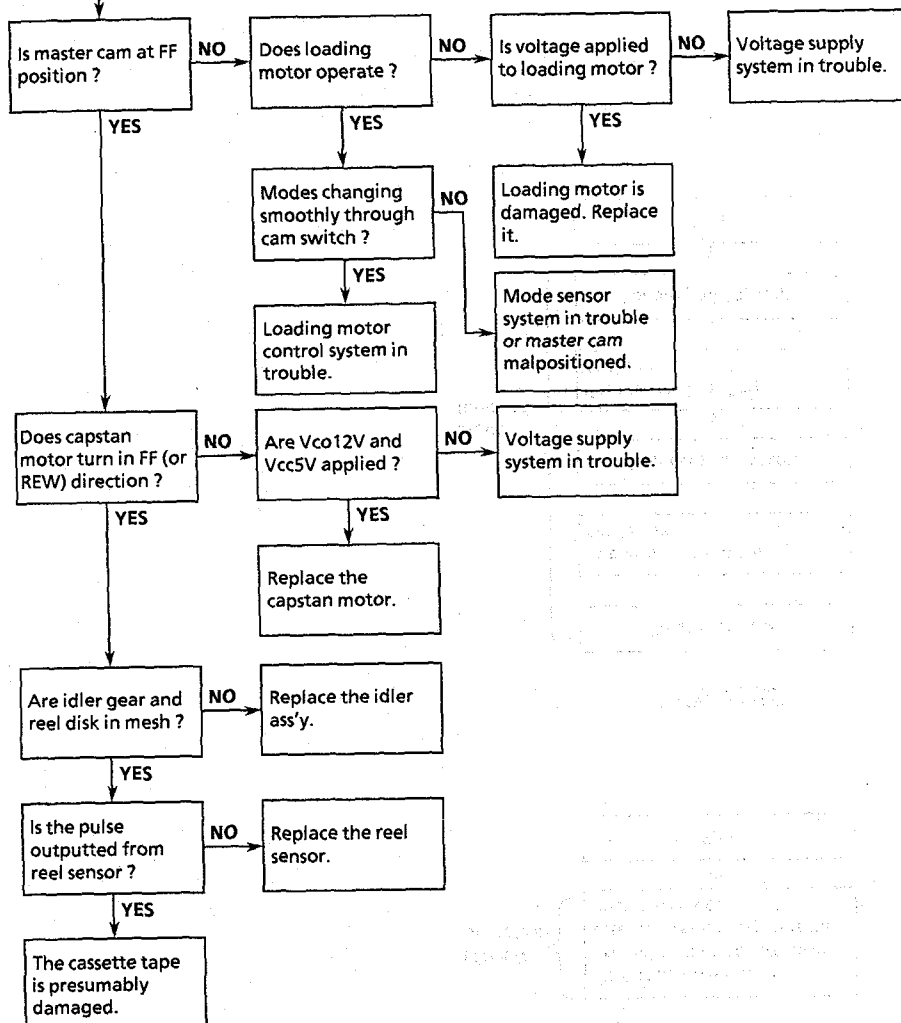 Is master cam at FF
position ?
NO
Does loading
motor operate ?
NO
Is voltage applied
to loading motor ?
NO
Voltage supply
system in trouble.
YES
YES
YES
Modes changing
smoothly through
cam switch ?
NO
Loading motor is
damaged. Replace
it.
YES
Loading motor
control system in
trouble.
Mode sensor
system in trouble
or master cam
malpositioned.
Does capstan
motor turn in FF (or
REW) direction ?
NO
Are Vco12V and
Vcc5V applied ?
NO
Voltage supply
system in trouble.
YES
YES
Replace the
capstan motor.
Are idler gear and
reel disk in mesh ?
NO
Replace the idler
ass'y.
YES
Is the pulse
outputted from
reel sensor ?
NO
Replace the reel
sensor.
YES
The cassette tape
is presumably
damaged.